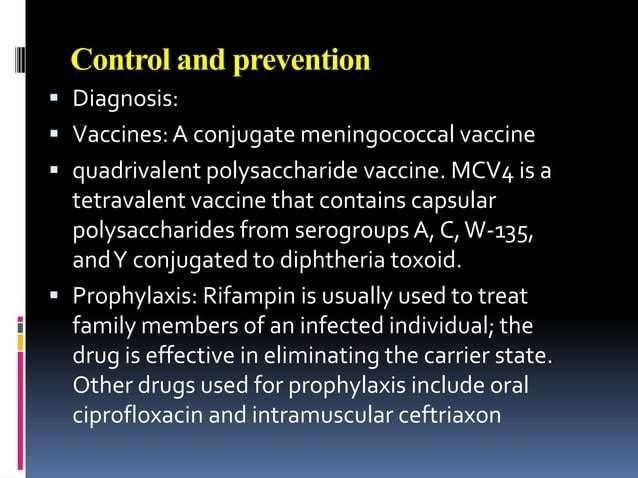 Control and prevention
▪ Diagnosis:
▪ Vaccines: A conjugate meningococcal vaccine
▪ quadrivalent polysaccharide vaccine. MCV4 is a
tetravalent vaccine that contains capsular
polysaccharides from serogroups A, C, W-135,
and Y conjugated to diphtheria toxoid.
▪ Prophylaxis: Rifampin is usually used to treat
family members of an infected individual; the
drug is effective in eliminating the carrier state.
Other drugs used for prophylaxis include oral
ciprofloxacin and intramuscular ceftriaxon